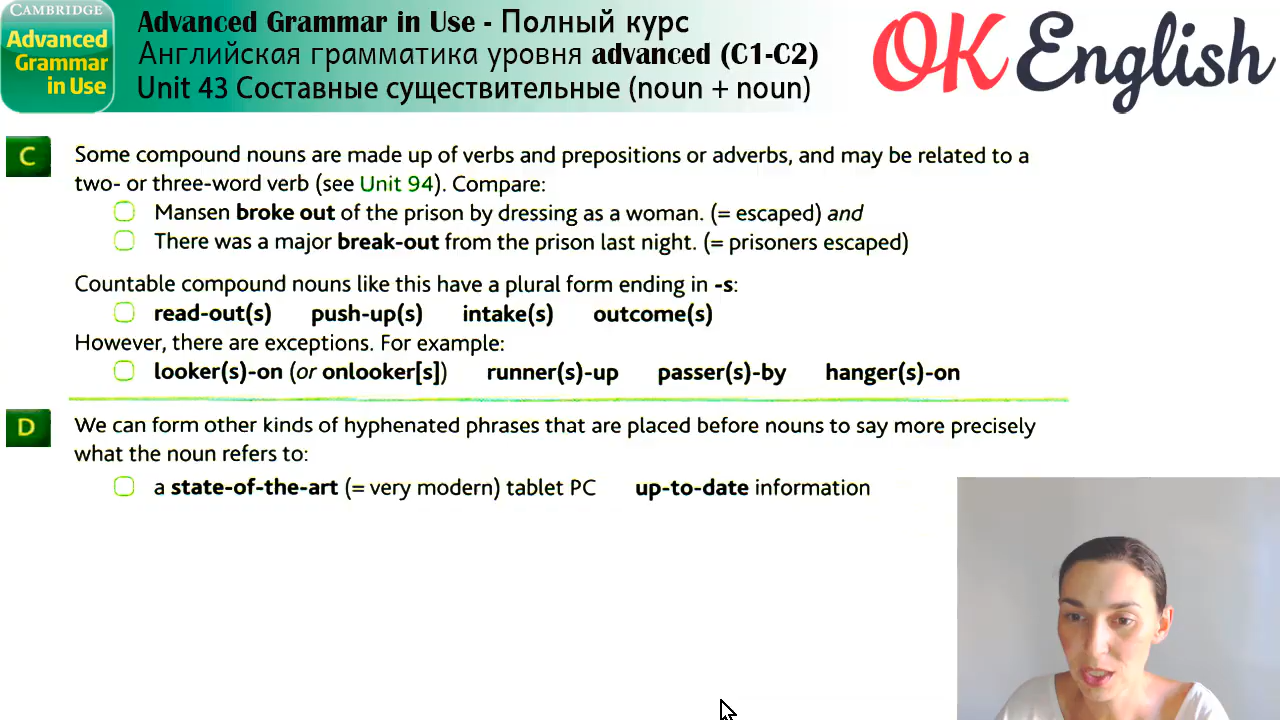 CAMBRIDGE
Advanced
Grammar
in Use
Advanced Grammar in Use - Полный курс
Английская грамматика уровня advanced (C1-C2)
Unit 43 Составные существительные (noun + noun)
OK English
C
Some compound nouns are made up of verbs and prepositions or adverbs, and may be related to a
two- or three-word verb (see Unit 94). Compare:
Mansen broke out of the prison by dressing as a woman. (= escaped) and
There was a major break-out from the prison last night. (= prisoners escaped)
Countable compound nouns like this have a plural form ending in -s:
read-out(s) push-up(s) intake(s) outcome(s)
However, there are exceptions. For example:
looker(s)-on (or onlooker[s]) runner(s)-up passer(s)-by hanger(s)-on
D
We can form other kinds of hyphenated phrases that are placed before nouns to say more precisely
what the noun refers to:
a state-of-the-art (= very modern) tablet PC up-to-date information